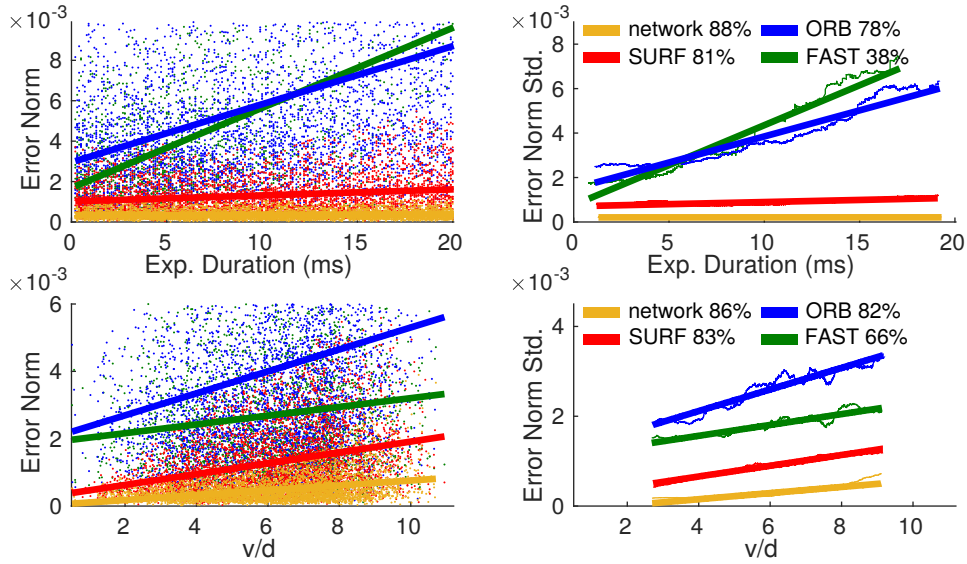 ×10⁻³
8
6
4
2
0
Error Norm
0 5 10 15 20
Exp. Duration (ms)
×10⁻³
8
6
4
2
0
Error Norm Std.
network 88% ORB 78%
SURF 81% FAST 38%
0 5 10 15 20
Exp. Duration (ms)
×10⁻³
6
4
2
0
Error Norm
2 4 6 8 10
v/d
×10⁻³
4
2
0
Error Norm Std.
network 86% ORB 82%
SURF 83% FAST 66%
2 4 6 8 10
v/d